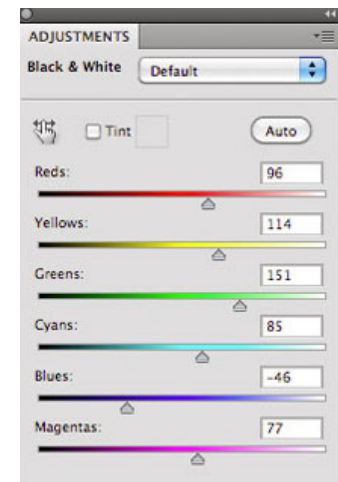 ADJUSTMENTS
Black & White Default
Tint Auto
Reds: 96
Yellows: 114
Greens: 151
Cyans: 85
Blues: -46
Magentas: 77